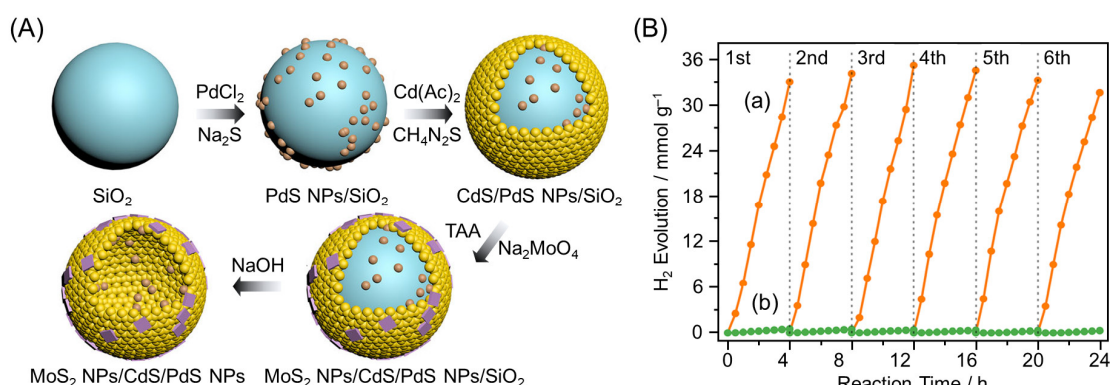 (A)
SiO₂
PdCl₂
Na₂S
PdS NPs/SiO₂
Cd(Ac)₂
CH₄N₂S
CdS/PdS NPs/SiO₂
TAA
Na₂MoO₄
MoS₂ NPs/CdS/PdS NPs/SiO₂
NaOH
MoS₂ NPs/CdS/PdS NPs
(B)
H₂ Evolution / mmol g⁻¹
36
30
24
18
12
6
0
1st 2nd 3rd 4th 5th 6th
(a)
(b)
0 4 8 12 16 20 24
Reaction Time / h